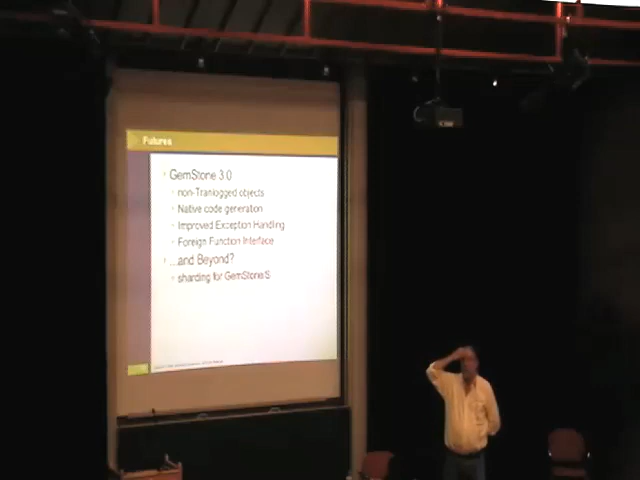 Futures
GemStone 3.0
non-Tranlogged objects
Native code generation
Improved Exception Handling
Foreign Function Interface
...and Beyond?
sharding for GemStone/S